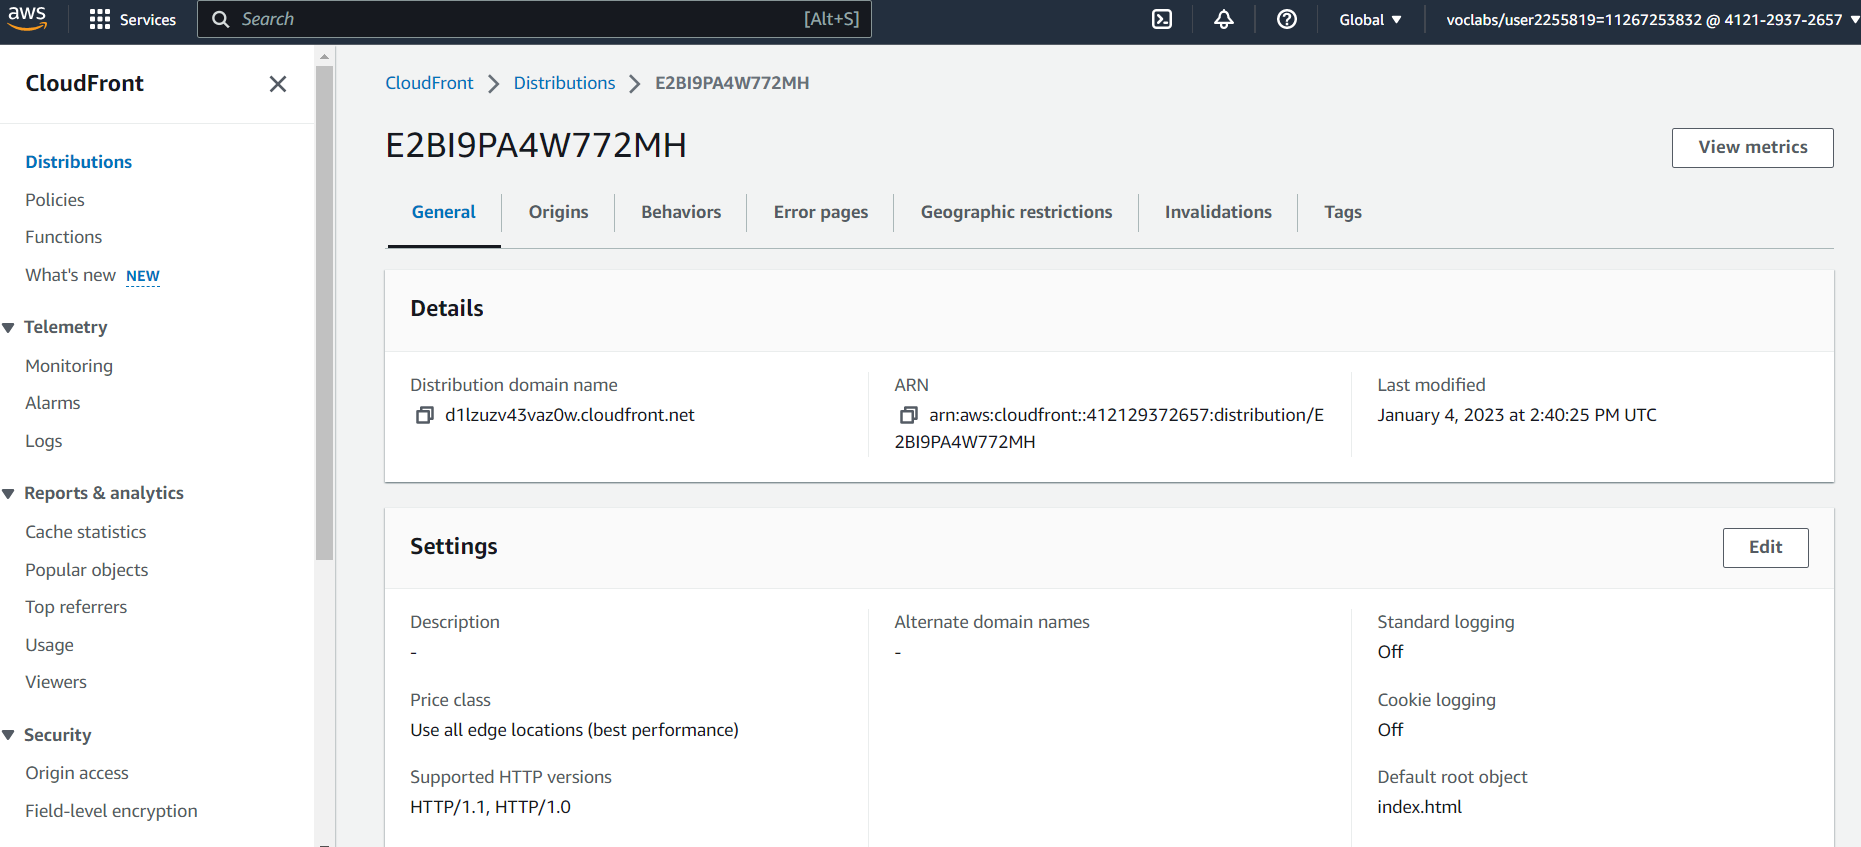 aws
Services
Search
[Alt+S]
Global
voclabs/user2255819=11267253832 @ 4121-2937-2657
CloudFront
Distributions
Policies
Functions
What's new NEW
Telemetry
Monitoring
Alarms
Logs
Reports & analytics
Cache statistics
Popular objects
Top referrers
Usage
Viewers
Security
Origin access
Field-level encryption
CloudFront
Distributions
E2BI9PA4W772MH
E2BI9PA4W772MH
View metrics
General
Origins
Behaviors
Error pages
Geographic restrictions
Invalidations
Tags
Details
Distribution domain name
d1lzuzv43vaz0w.cloudfront.net
ARN
arn:aws:cloudfront::412129372657:distribution/E
2BI9PA4W772MH
Last modified
January 4, 2023 at 2:40:25 PM UTC
Settings
Edit
Description
-
Price class
Use all edge locations (best performance)
Supported HTTP versions
HTTP/1.1, HTTP/1.0
Alternate domain names
-
Standard logging
Off
Cookie logging
Off
Default root object
index.html